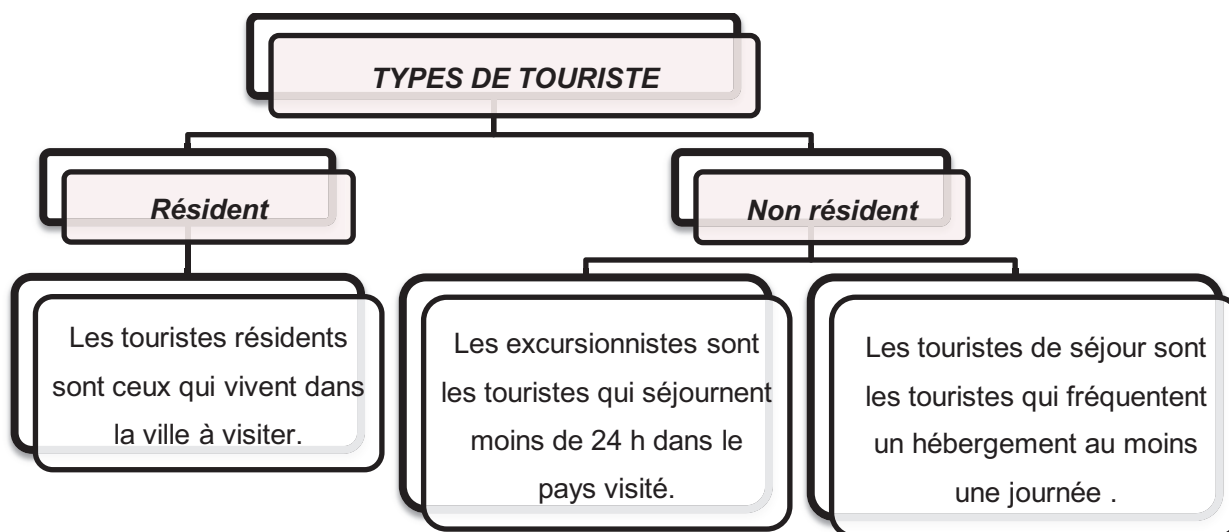 TYPES DE TOURISTE
Résident
Non résident
Les touristes résidents
sont ceux qui vivent dans
la ville à visiter.
Les excursionnistes sont
les touristes qui séjournent
moins de 24 h dans le
pays visité.
Les touristes de séjour sont
les touristes qui fréquentent
un hébergement au moins
une journée .